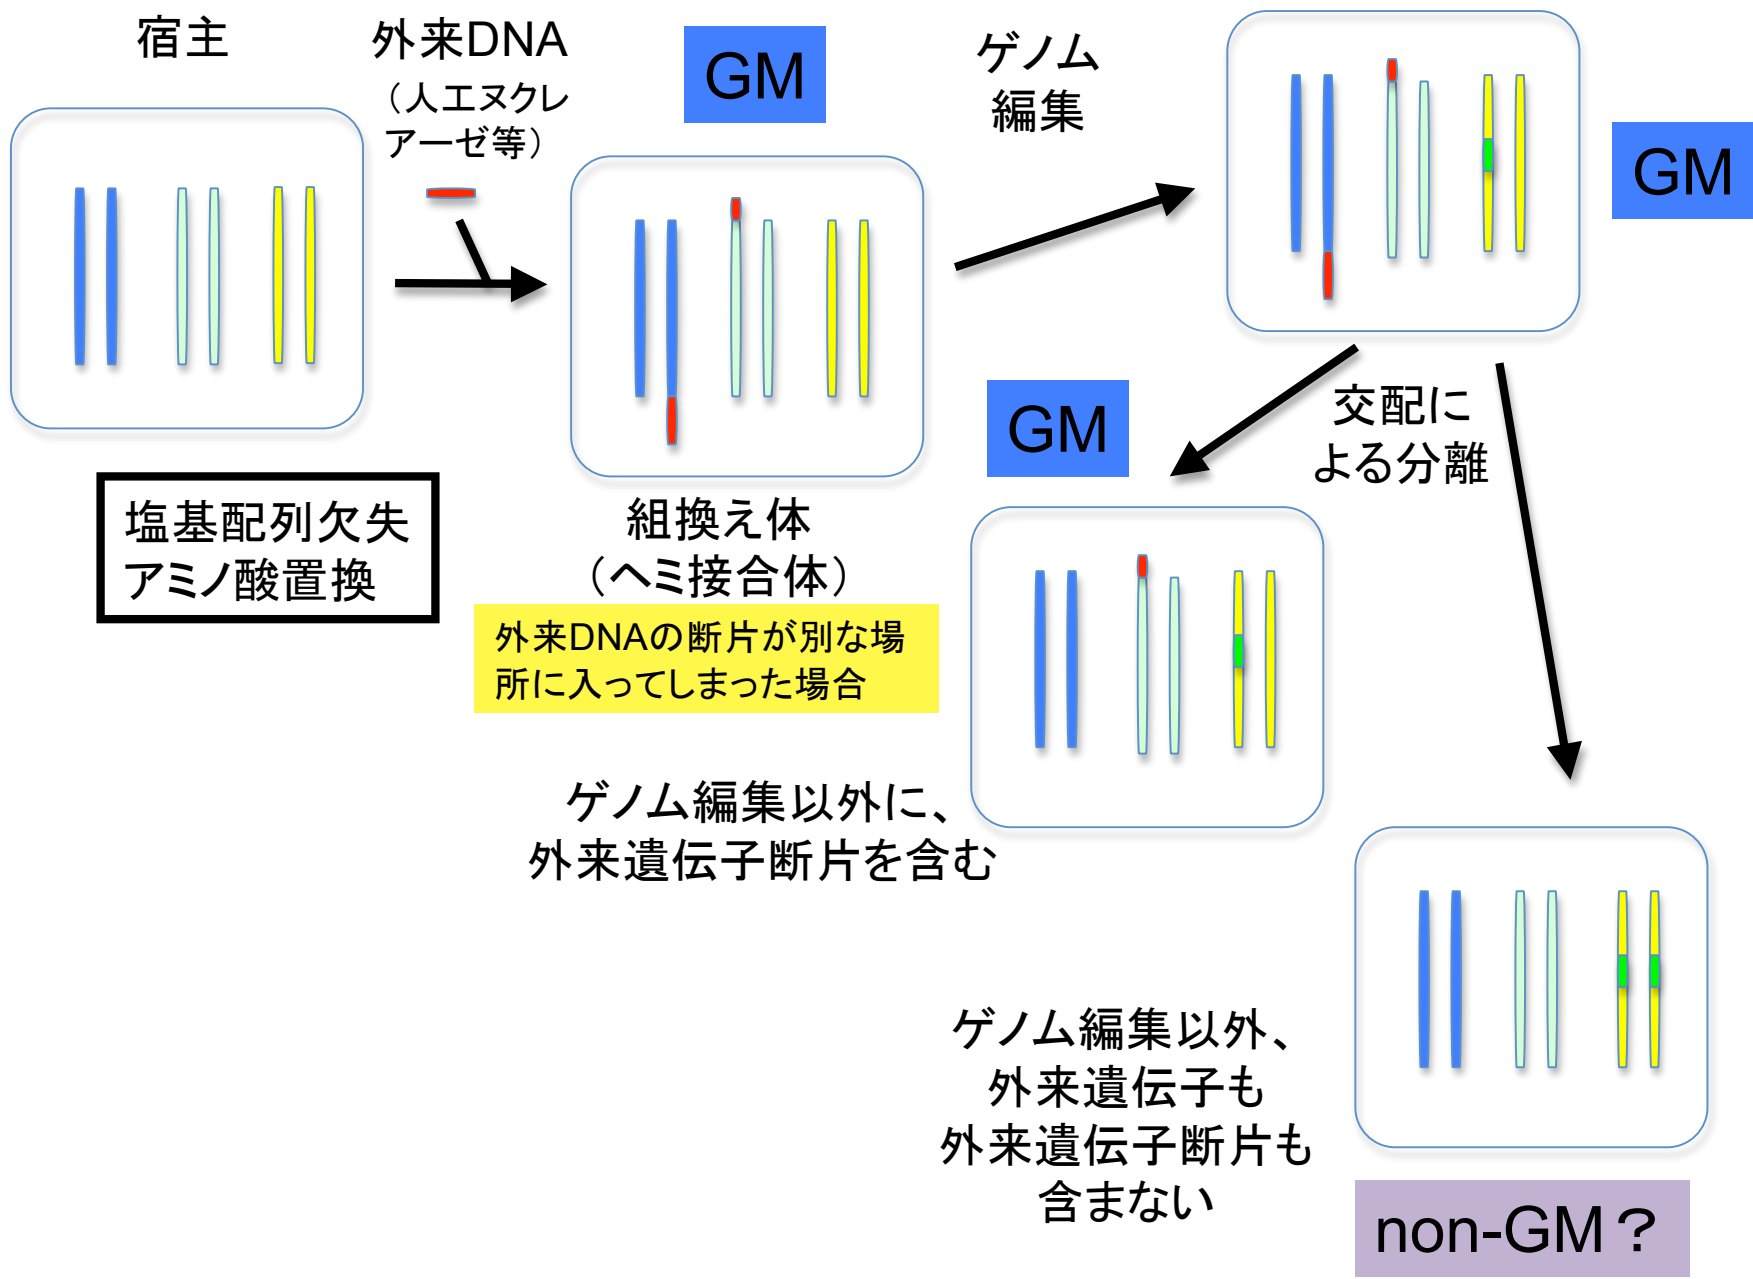 宿主
外来DNA
（人工ヌクレ
アーゼ等）
GM
ゲノム
編集
GM
塩基配列欠失
アミノ酸置換
組換え体
（ヘミ接合体）
外来DNAの断片が別な場
所に入ってしまった場合
GM
交配に
よる分離
ゲノム編集以外に、
外来遺伝子断片を含む
ゲノム編集以外、
外来遺伝子も
外来遺伝子断片も
含まない
non-GM？